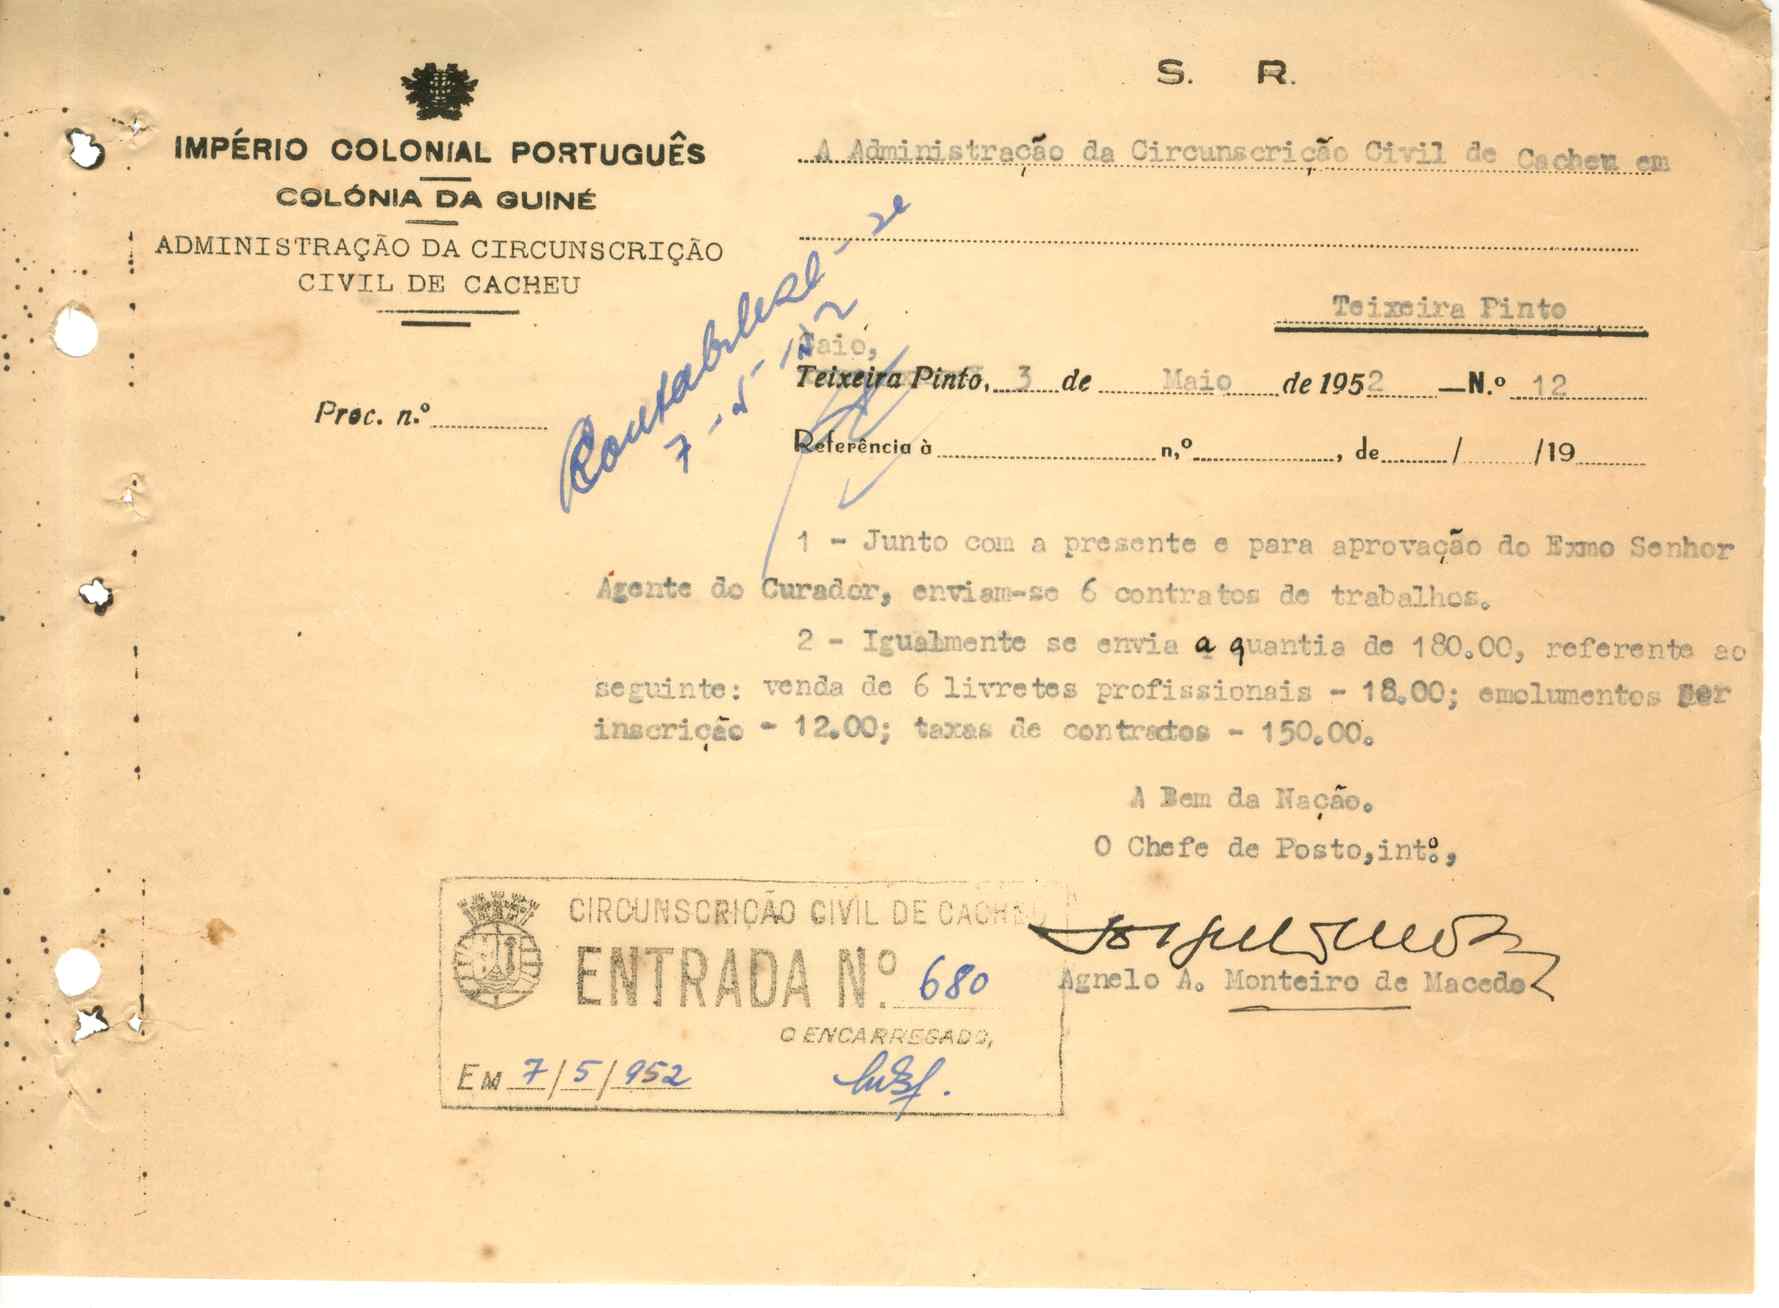 S. R.
IMPÉRIO COLONIAL PORTUGUÊS
COLÓNIA DA GUINÉ
ADMINISTRAÇÃO DA CIRCUNSCRIÇÃO
CIVIL DE CACHEU
Proc. n.º
A Administração da Circunscrição Civil de Cacheu em
Teixeira Pinto
Caió,
Teixeira Pinto, 3 de Maio de 1952 — N.º 12
Referência à n,º , de / /19
Contabilize-se
7-5-52
1 - Junto com a presente e para aprovação do Exmo Senhor
Agente do Curador, enviam-se 6 contratos de trabalhos.
2 - Igualmente se envia a quantia de 180.00, referente ao
seguinte: venda de 6 livretes profissionais - 18.00; emolumentos per
inscrição - 12.00; taxas de contratos - 150.00.
A Bem da Nação.
O Chefe de Posto,intº.,
Agnelo A. Monteiro de Macedo
CIRCUNSCRIÇÃO CIVIL DE CACHEU
ENTRADA N.º 680
O ENCARREGADO,
EM 7/5/952